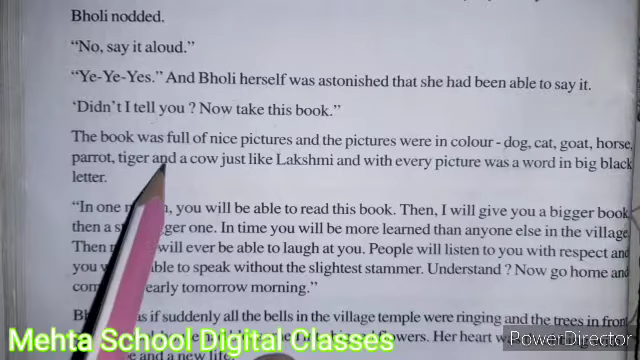 Bholi nodded.
"No, say it aloud."
"Ye-Ye-Yes." And Bholi herself was astonished that she had been able to say it.
'Didn't I tell you ? Now take this book."
The book was full of nice pictures and the pictures were in colour - dog, cat, goat, horse,
parrot, tiger and a cow just like Lakshmi and with every picture was a word in big black
letter.
"In one you will be able to read this book. Then, I will give you a bigger book
then a ger one. In time you will be more learned than anyone else in the village
Then will ever be able to laugh at you. People will listen to you with respect and
you ble to speak without the slightest stammer. Understand ? Now go home and
early tomorrow morning."
as if suddenly all the bells in the village temple were ringing and the trees in front
flowers. Her heart
and a new life.
Mehta School Digital Classes
PowerDirector